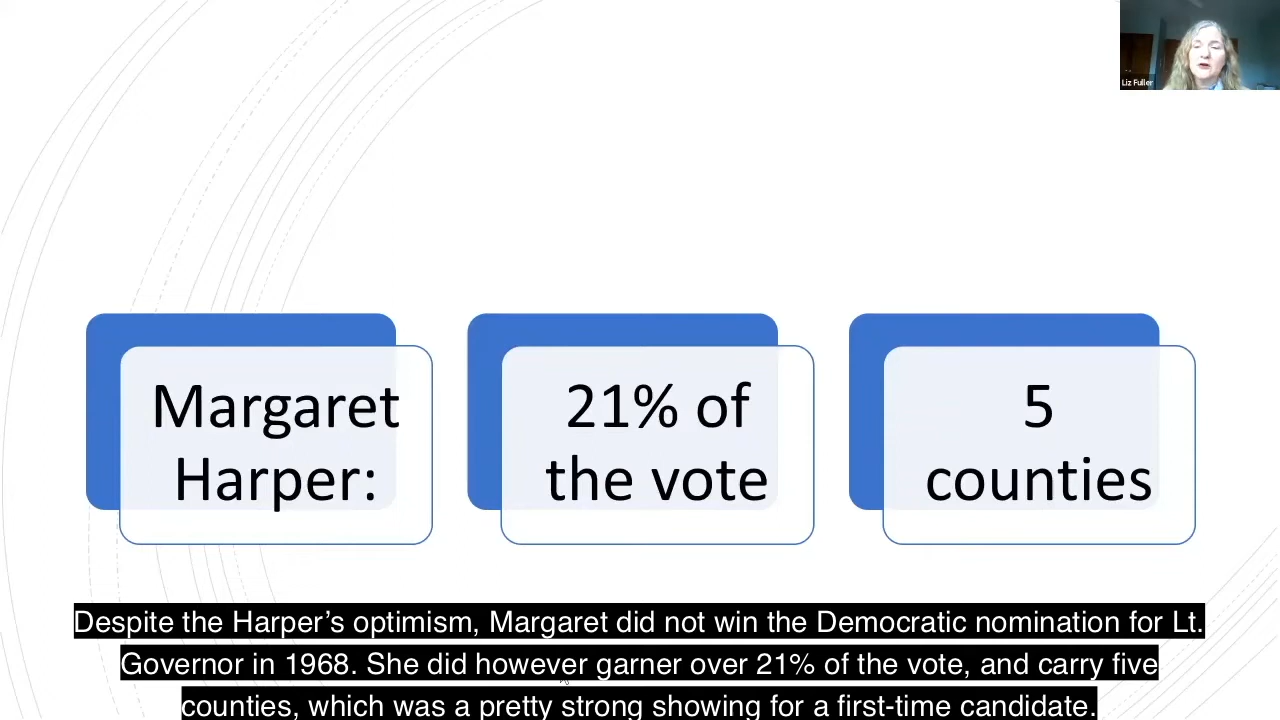 Liz Fuller
Margaret
Harper:
21% of
the vote
5
counties
Despite the Harper’s optimism, Margaret did not win the Democratic nomination for Lt.
Governor in 1968. She did however garner over 21% of the vote, and carry five
counties, which was a pretty strong showing for a first-time candidate.